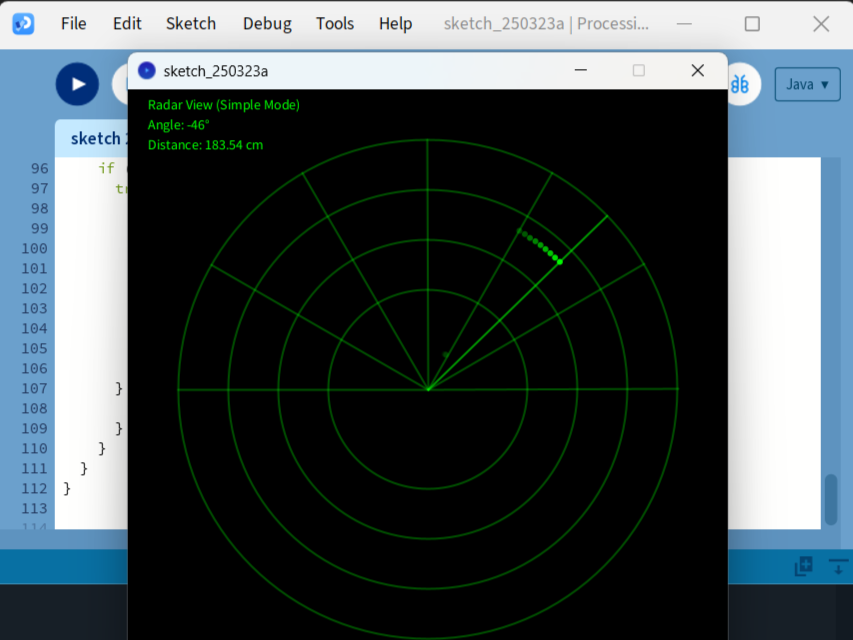 File Edit Sketch Debug Tools Help sketch_250323a | Processi...
sketch_250323a
Java ▾
Radar View (Simple Mode)
Angle: -46°
Distance: 183.54 cm
sketch
96 if
97
98
99
100
101
102
103
104
105
106
107 }
108
109 }
110 }
111 }
112 }
113
114